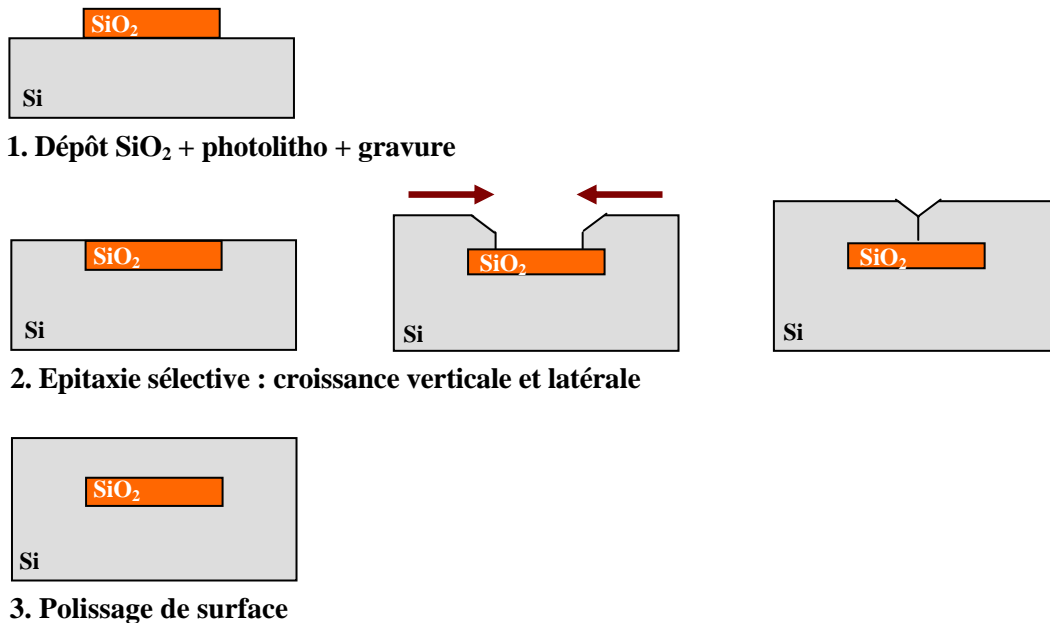 SiO₂
Si
1. Dépôt SiO₂ + photolitho + gravure
SiO₂
Si
SiO₂
Si
SiO₂
Si
2. Epitaxie sélective : croissance verticale et latérale
SiO₂
Si
3. Polissage de surface